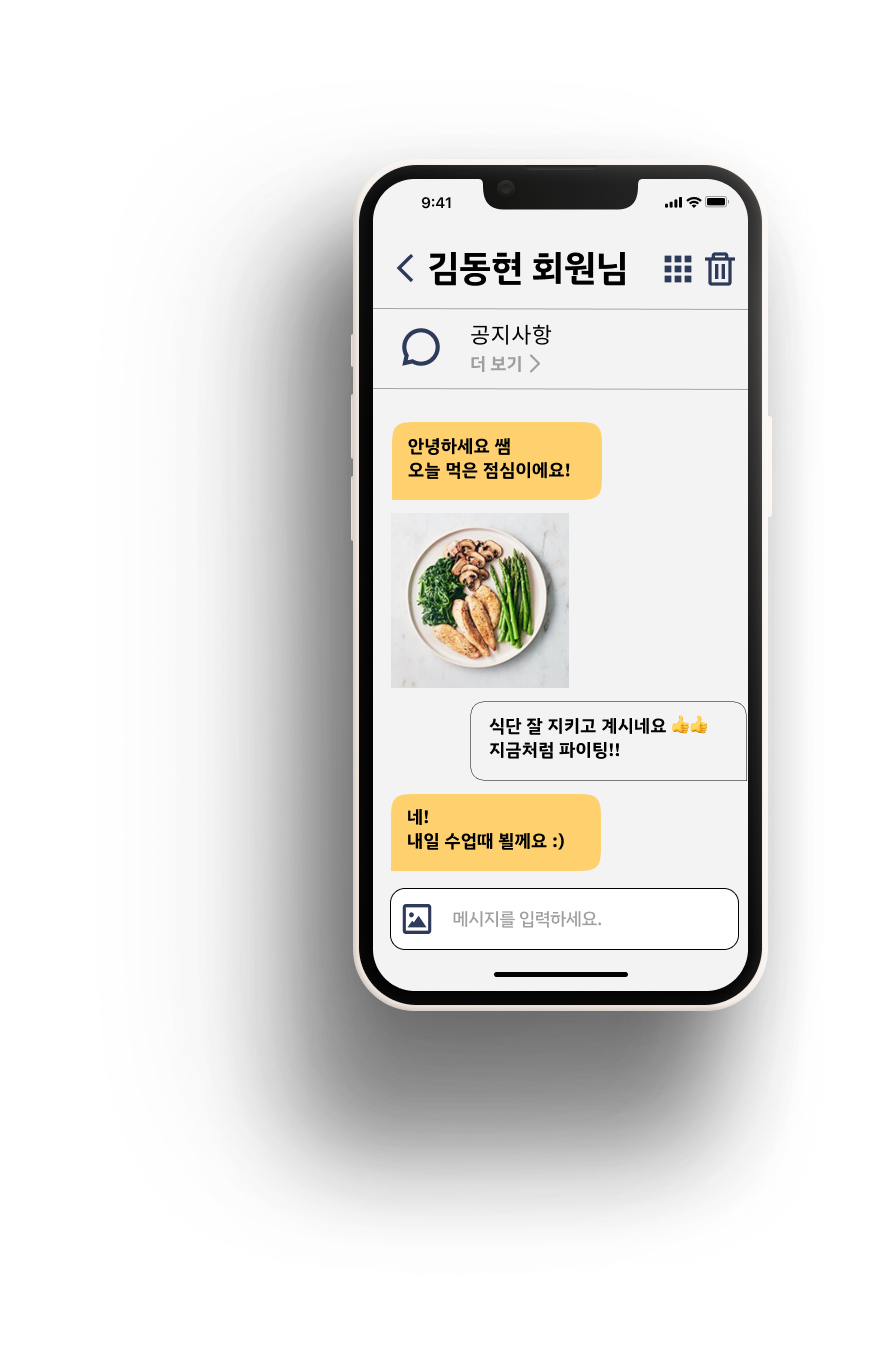 9:41
김동현 회원님
공지사항
더 보기
안녕하세요 쌤
오늘 먹은 점심이에요!
식단 잘 지키고 계시네요 👍👍
지금처럼 파이팅!!
네!
내일 수업때 뵐께요 :)
메시지를 입력하세요.